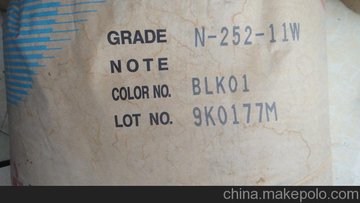 GRADE N-252-11W
NOTE
COLOR NO. BLK01
LOT NO. 9K0177M
china.makepolo.com